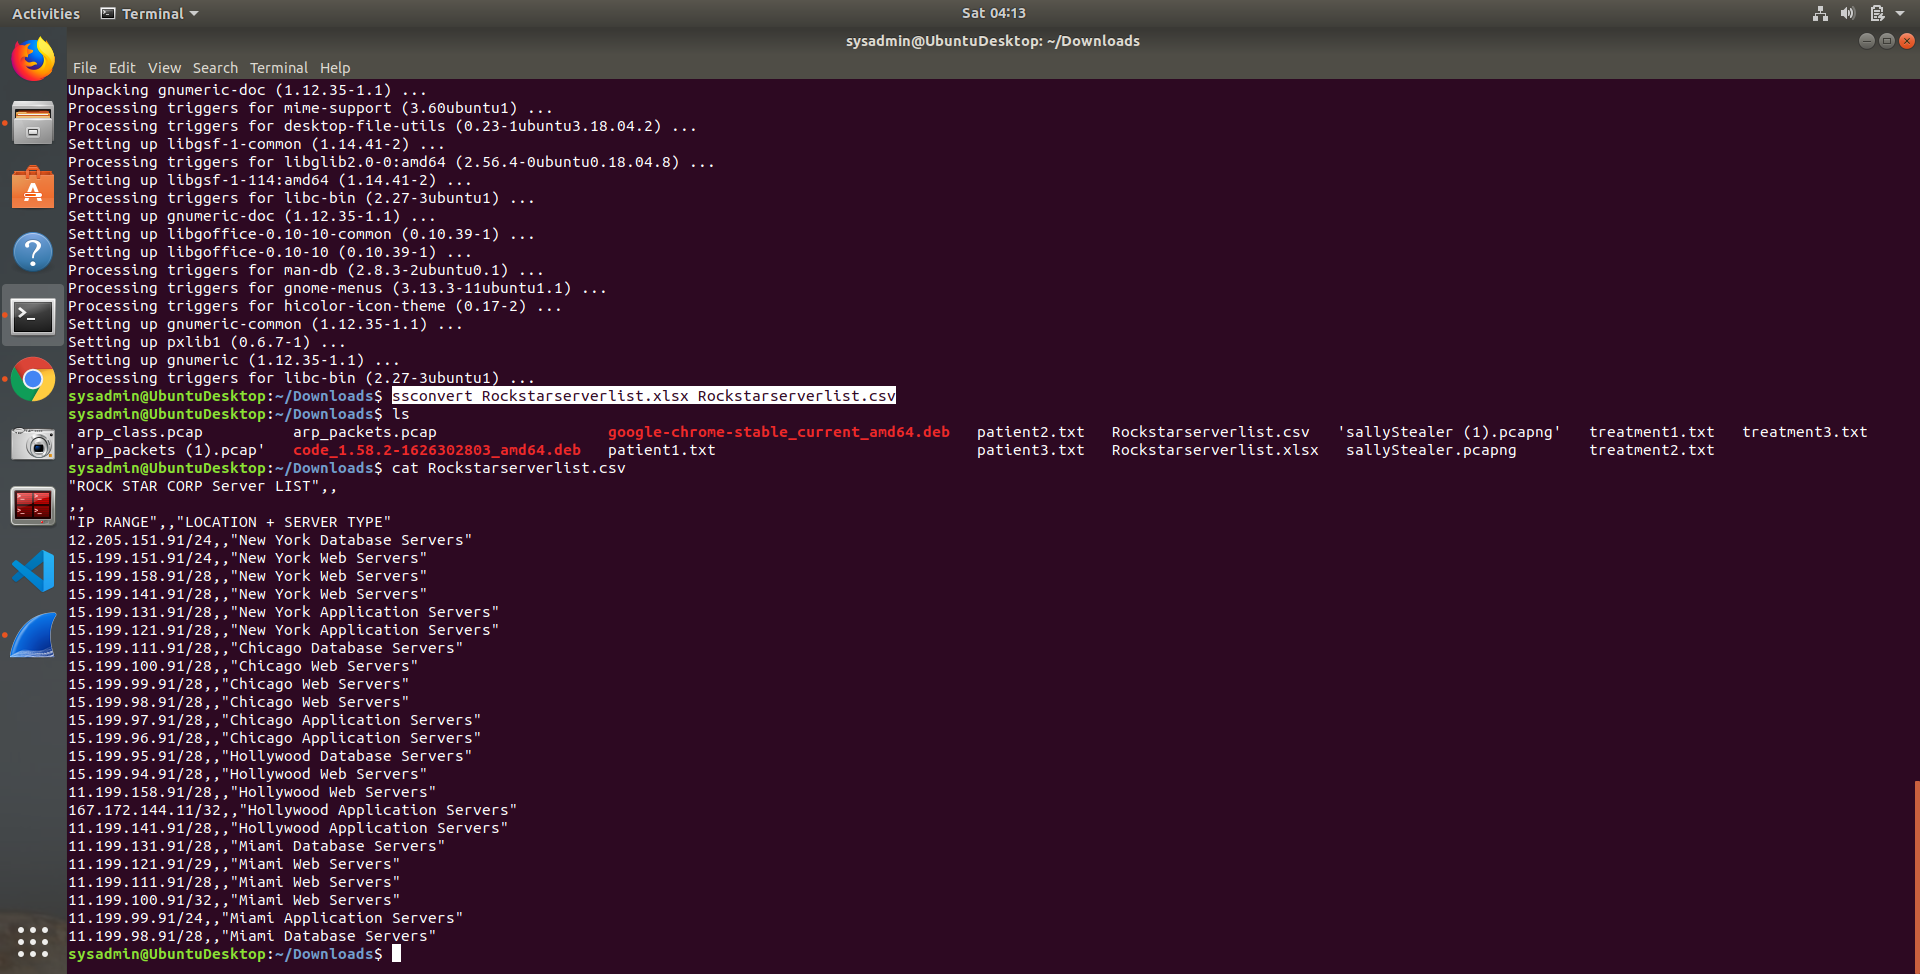 Activities Terminal Sat 04:13
sysadmin@UbuntuDesktop: ~/Downloads
File Edit View Search Terminal Help
Unpacking gnumeric-doc (1.12.35-1.1) ...
Processing triggers for mime-support (3.60ubuntu1) ...
Processing triggers for desktop-file-utils (0.23-1ubuntu3.18.04.2) ...
Setting up libgsf-1-common (1.14.41-2) ...
Processing triggers for libglib2.0-0:amd64 (2.56.4-0ubuntu0.18.04.8) ...
Setting up libgsf-1-114:amd64 (1.14.41-2) ...
Processing triggers for libc-bin (2.27-3ubuntu1) ...
Setting up gnumeric-doc (1.12.35-1.1) ...
Setting up libgoffice-0.10-10-common (0.10.39-1) ...
Setting up libgoffice-0.10-10 (0.10.39-1) ...
Processing triggers for man-db (2.8.3-2ubuntu0.1) ...
Processing triggers for gnome-menus (3.13.3-11ubuntu1.1) ...
Processing triggers for hicolor-icon-theme (0.17-2) ...
Setting up gnumeric-common (1.12.35-1.1) ...
Setting up pxlib1 (0.6.7-1) ...
Setting up gnumeric (1.12.35-1.1) ...
Processing triggers for libc-bin (2.27-3ubuntu1) ...
sysadmin@UbuntuDesktop:~/Downloads$ ssconvert Rockstarserverlist.xlsx Rockstarserverlist.csv
sysadmin@UbuntuDesktop:~/Downloads$ ls
arp_class.pcap arp_packets.pcap google-chrome-stable_current_amd64.deb patient2.txt Rockstarserverlist.csv 'sallyStealer (1).pcapng' treatment1.txt treatment3.txt
'arp_packets (1).pcap' code_1.58.2-1626302803_amd64.deb patient1.txt patient3.txt Rockstarserverlist.xlsx sallyStealer.pcapng treatment2.txt
sysadmin@UbuntuDesktop:~/Downloads$ cat Rockstarserverlist.csv
"ROCK STAR CORP Server LIST",,
,,
"IP RANGE",,"LOCATION + SERVER TYPE"
12.205.151.91/24,,"New York Database Servers"
15.199.151.91/24,,"New York Web Servers"
15.199.158.91/28,,"New York Web Servers"
15.199.141.91/28,,"New York Web Servers"
15.199.131.91/28,,"New York Application Servers"
15.199.121.91/28,,"New York Application Servers"
15.199.111.91/28,,"Chicago Database Servers"
15.199.100.91/28,,"Chicago Web Servers"
15.199.99.91/28,,"Chicago Web Servers"
15.199.98.91/28,,"Chicago Web Servers"
15.199.97.91/28,,"Chicago Application Servers"
15.199.96.91/28,,"Chicago Application Servers"
15.199.95.91/28,,"Hollywood Database Servers"
15.199.94.91/28,,"Hollywood Web Servers"
11.199.158.91/28,,"Hollywood Web Servers"
167.172.144.11/32,,"Hollywood Application Servers"
11.199.141.91/28,,"Hollywood Application Servers"
11.199.131.91/28,,"Miami Database Servers"
11.199.121.91/29,,"Miami Web Servers"
11.199.111.91/28,,"Miami Web Servers"
11.199.100.91/32,,"Miami Web Servers"
11.199.99.91/24,,"Miami Application Servers"
11.199.98.91/28,,"Miami Database Servers"
sysadmin@UbuntuDesktop:~/Downloads$